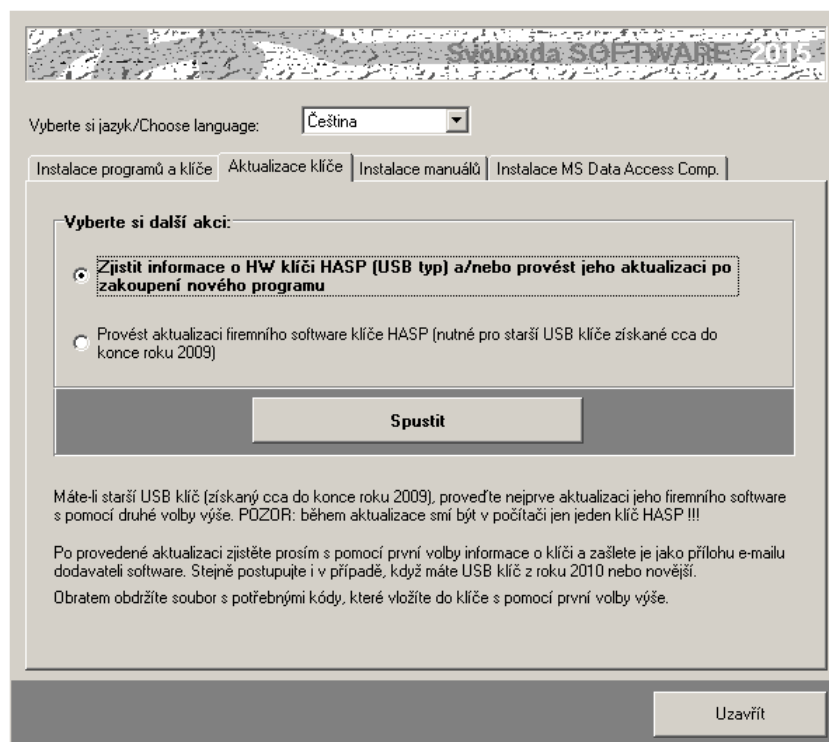 Svoboda SOFTWARE 2015
Vyberte si jazyk/Choose language:
Čeština
Instalace programů a klíče
Aktualizace klíče
Instalace manuálů
Instalace MS Data Access Comp.
Vyberte si další akci:
Zjistit informace o HW klíči HASP (USB typ) a/nebo provést jeho aktualizaci po
zakoupení nového programu
Provést aktualizaci firemního software klíče HASP (nutné pro starší USB klíče získané cca do
konce roku 2009)
Spustit
Máte-li starší USB klíč (získaný cca do konce roku 2009), proveďte nejprve aktualizaci jeho firemního software
s pomocí druhé volby výše. POZOR: během aktualizace smí být v počítači jen jeden klíč HASP !!!
Po provedené aktualizaci zjistěte prosím s pomocí první volby informace o klíči a zašlete je jako přílohu e-mailu
dodavateli software. Stejně postupujte i v případě, když máte USB klíč z roku 2010 nebo novější.
Obratem obdržíte soubor s potřebnými kódy, které vložíte do klíče s pomocí první volby výše.
Uzavřít